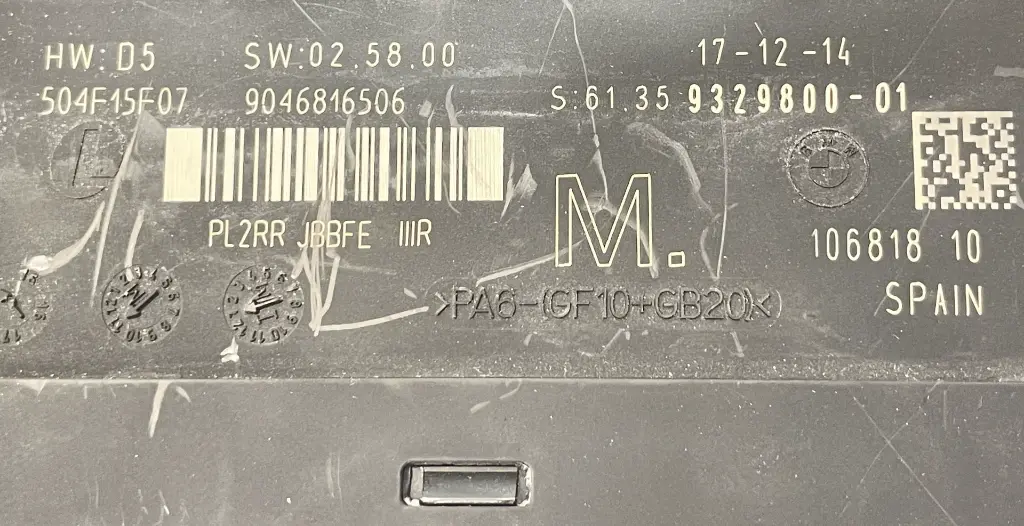 HW:D5 SW:02.58.00 17-12-14
504F15F07 9046816506 S:61.35 9329800-01
L
BMW
PL2RR JBBFE IIIR M.
106818 10
>PA6-(GF10+GB20)<
SPAIN